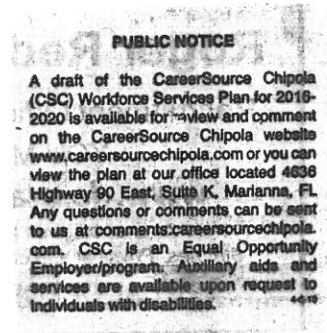 PUBLIC NOTICE
A draft of the CareerSource Chipola
(CSC) Workforce Services Plan for 2016-
2020 is available for review and comment
on the CareerSource Chipola website
www.careersourcechipola.com or you can
view the plan at our office located 4636
Highway 90 East, Suite K, Marianna, FL
Any questions or comments can be sent
to us at comments.careersourcechipola.
com. CSC is an Equal Opportunity
Employer/program. Auxiliary aids and
services are available upon request to
individuals with disabilities.